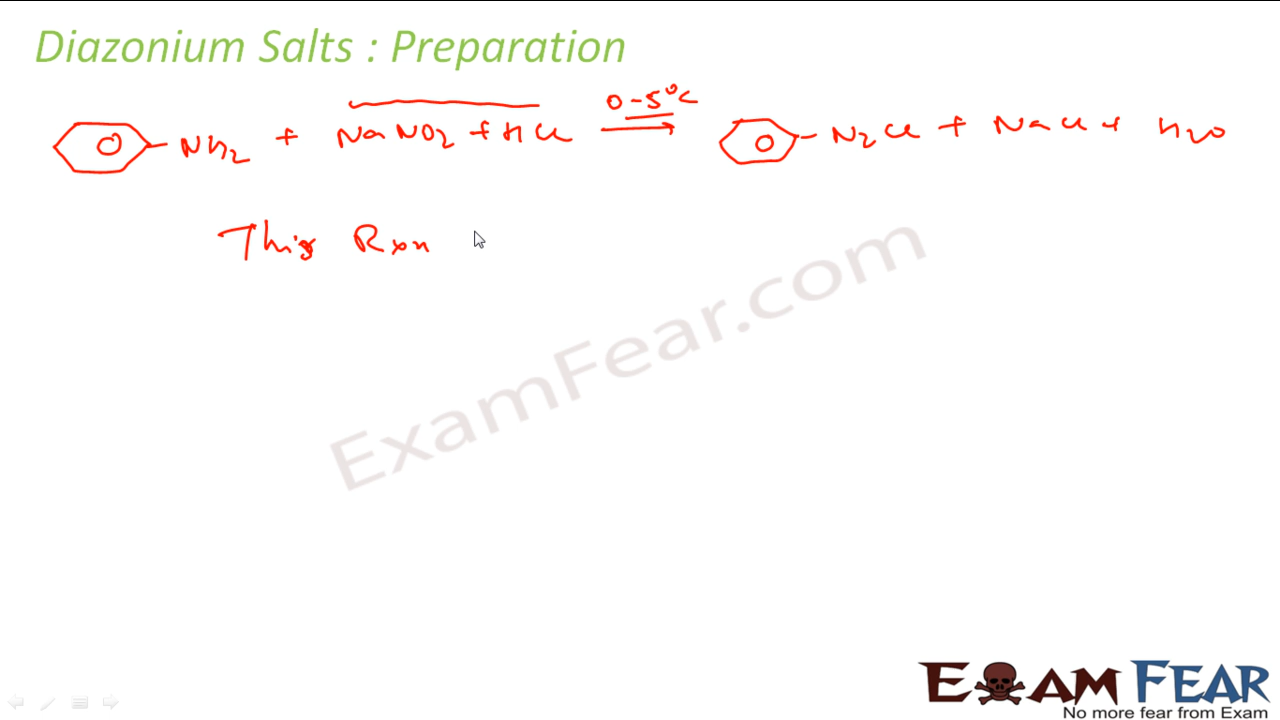 Diazonium Salts : Preparation
0-5°C
NH2 + NaNO2 + HCl → N2Cl + NaCl + H2O
This Rxn
ExamFear.com
EXAM FEAR
No more fear from Exam